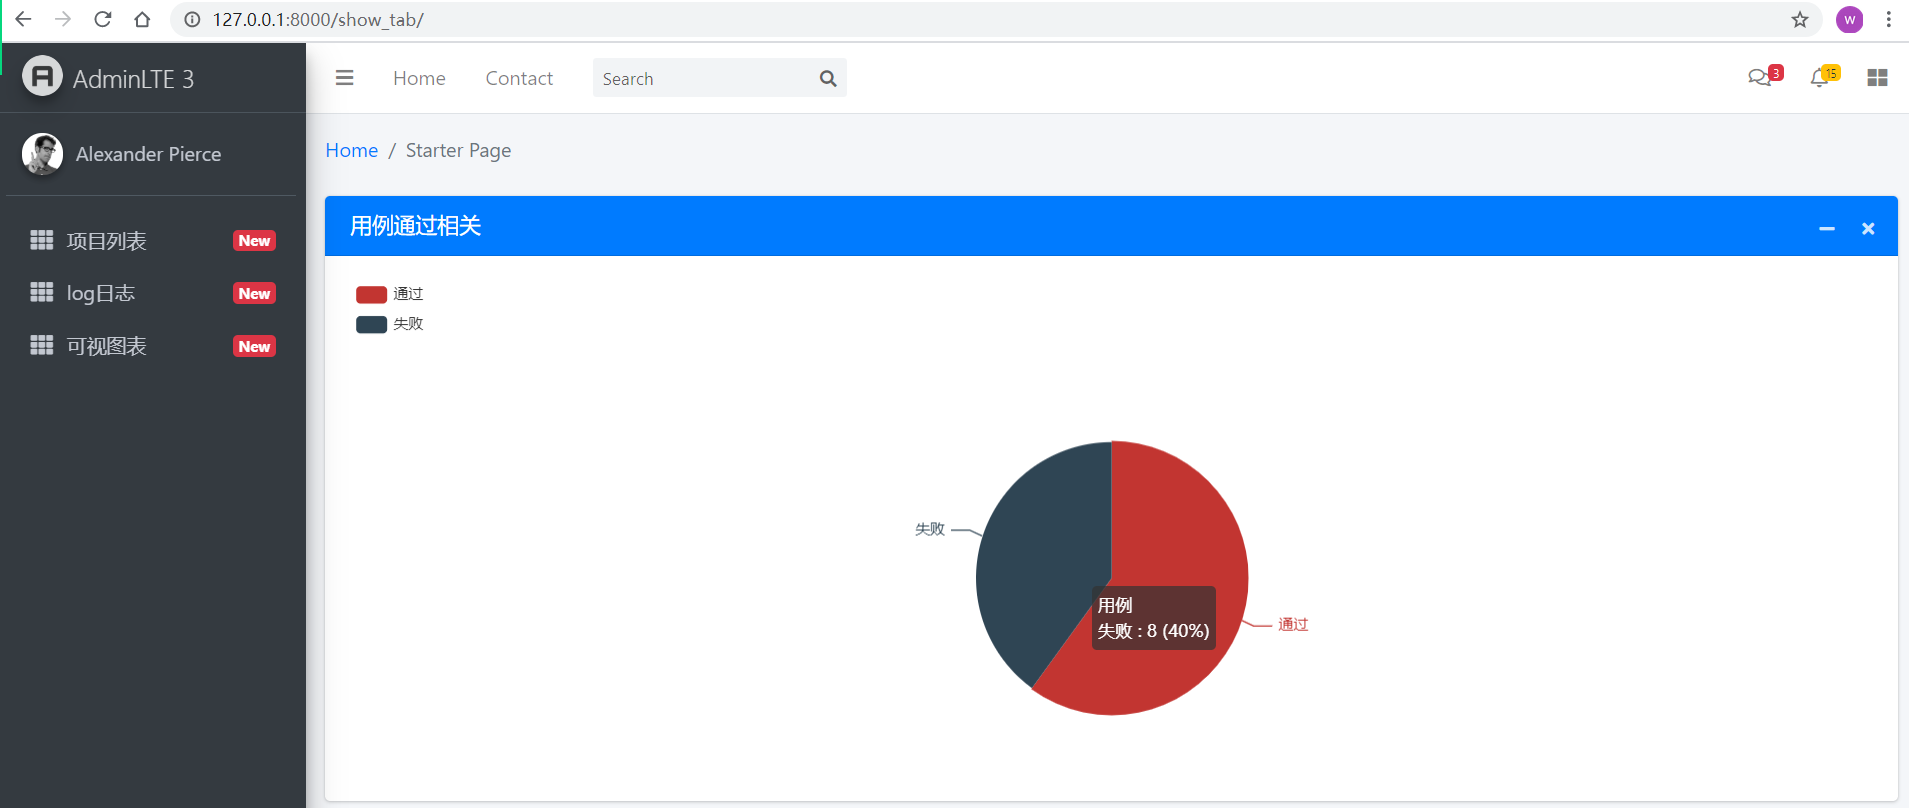 127.0.0.1:8000/show_tab/
W
AdminLTE 3
Home
Contact
Search
3
15
Alexander Pierce
Home / Starter Page
项目列表 New
log日志 New
可视图表 New
用例通过相关
通过
失败
失败
用例
失败 : 8 (40%)
通过